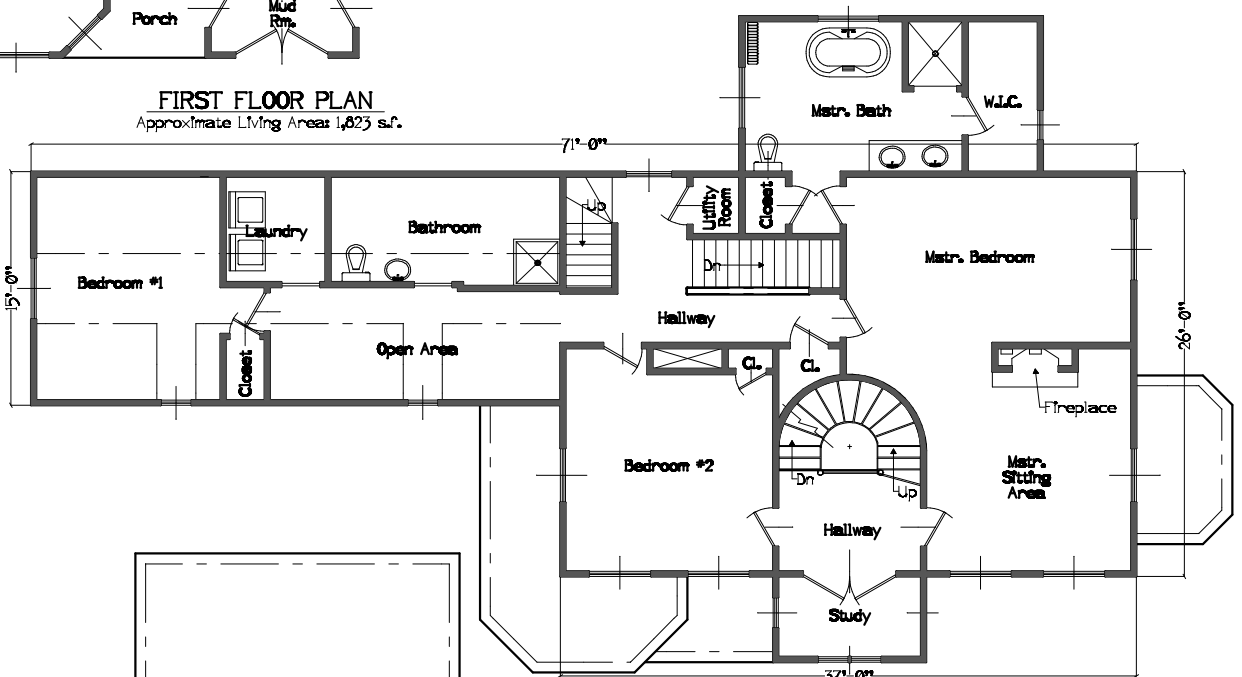 Porch
Mud
Rm.
FIRST FLOOR PLAN
Approximate Living Area: 1,823 s.f.
71'-0"
Mstr. Bath
W.I.C.
Up
Utility
Room
Closet
Laundry
Bathroom
Mstr. Bedroom
Dn
Bedroom #1
15'-0"
Hallway
26'-0"
Open Area
Closet
Cl.
Cl.
Fireplace
Bedroom #2
Mstr.
Sitting
Area
Dn
Up
Hallway
Study
37'-0"